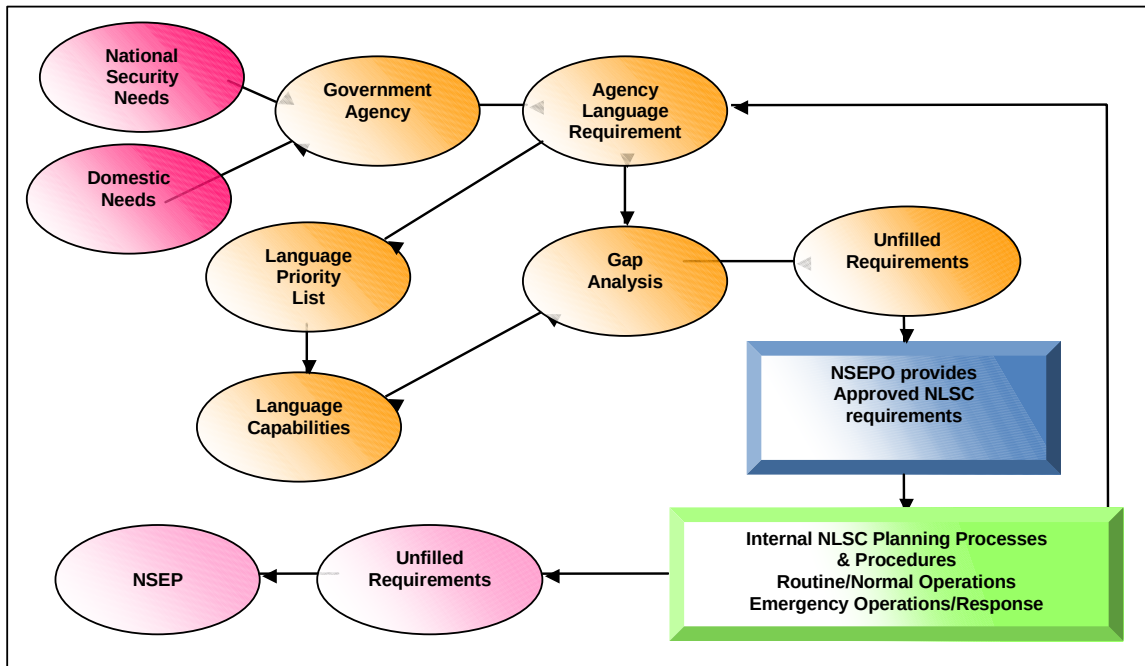 National
Security
Needs
Government
Agency
Agency
Language
Requirement
Domestic
Needs
Language
Priority
List
Gap
Analysis
Unfilled
Requirements
NSEPO provides
Approved NLSC
requirements
Language
Capabilities
Internal NLSC Planning Processes
& Procedures
Routine/Normal Operations
Emergency Operations/Response
Unfilled
Requirements
NSEP